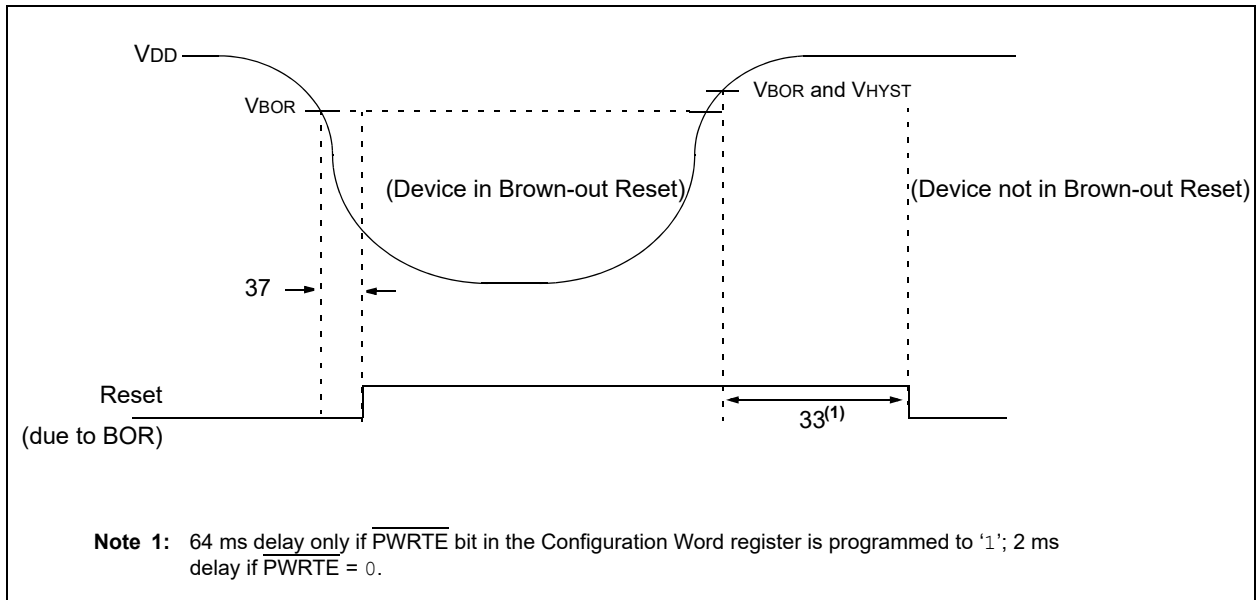 VDD
VBOR
VBOR and VHYST
(Device in Brown-out Reset)
(Device not in Brown-out Reset)
37
Reset
(due to BOR)
33(1)
Note 1: 64 ms delay only if PWRTE bit in the Configuration Word register is programmed to ‘1’; 2 ms
delay if PWRTE = 0.